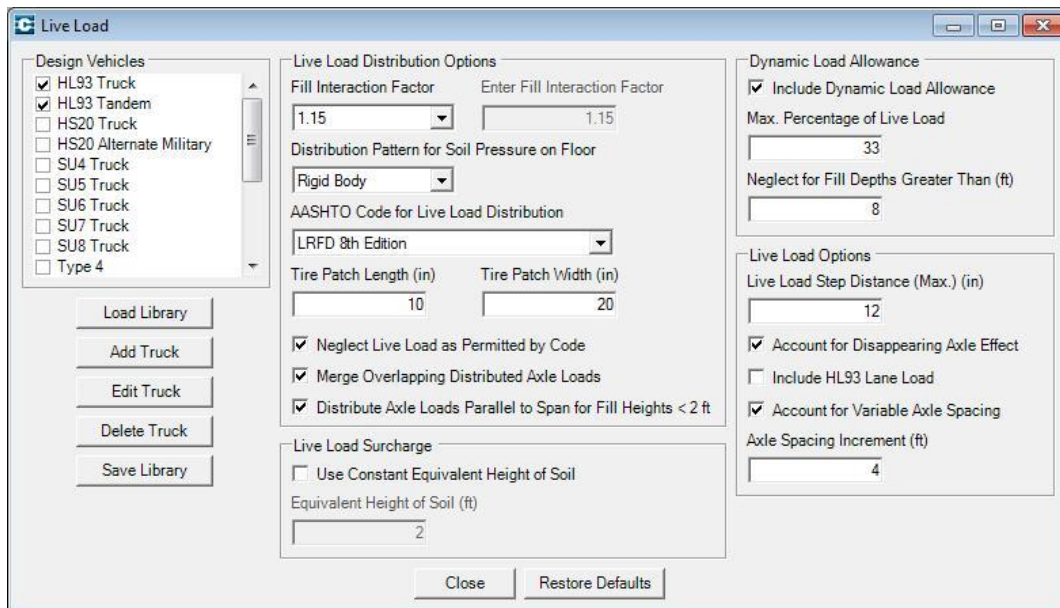 Live Load
Design Vehicles
HL93 Truck
HL93 Tandem
HS20 Truck
HS20 Alternate Military
SU4 Truck
SU5 Truck
SU6 Truck
SU7 Truck
SU8 Truck
Type 4
Load Library
Add Truck
Edit Truck
Delete Truck
Save Library
Live Load Distribution Options
Fill Interaction Factor Enter Fill Interaction Factor
1.15 1.15
Distribution Pattern for Soil Pressure on Floor
Rigid Body
AASHTO Code for Live Load Distribution
LRFD 8th Edition
Tire Patch Length (in) Tire Patch Width (in)
10 20
Neglect Live Load as Permitted by Code
Merge Overlapping Distributed Axle Loads
Distribute Axle Loads Parallel to Span for Fill Heights < 2 ft
Live Load Surcharge
Use Constant Equivalent Height of Soil
Equivalent Height of Soil (ft)
2
Dynamic Load Allowance
Include Dynamic Load Allowance
Max. Percentage of Live Load
33
Neglect for Fill Depths Greater Than (ft)
8
Live Load Options
Live Load Step Distance (Max.) (in)
12
Account for Disappearing Axle Effect
Include HL93 Lane Load
Account for Variable Axle Spacing
Axle Spacing Increment (ft)
4
Close Restore Defaults